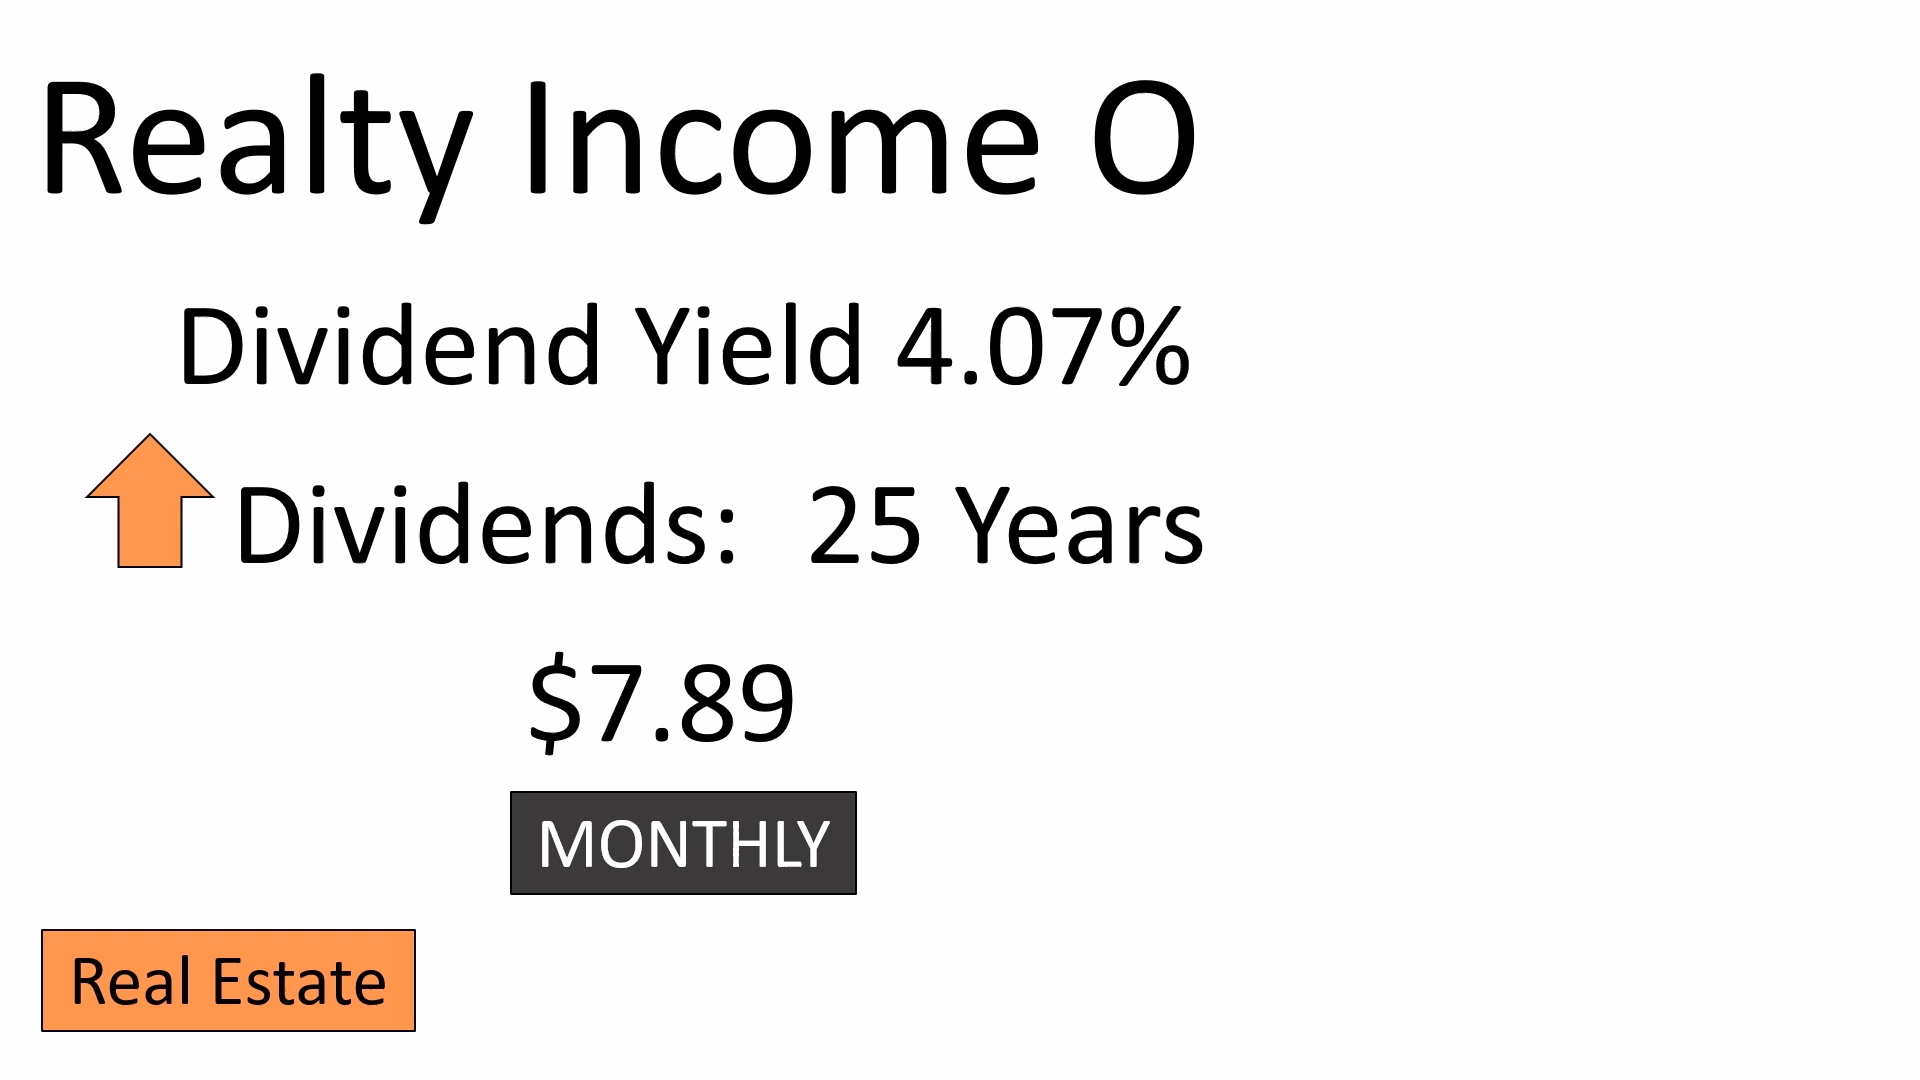 Realty Income O
Dividend Yield 4.07%
Dividends: 25 Years
$7.89
MONTHLY
Real Estate